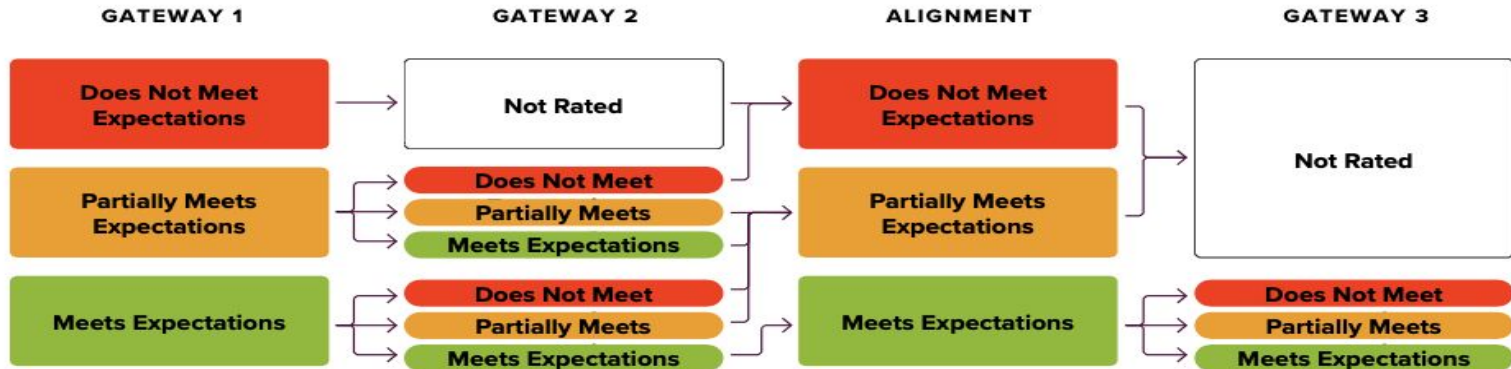 GATEWAY 1
GATEWAY 2
ALIGNMENT
GATEWAY 3
Does Not Meet
Expectations
Not Rated
Does Not Meet
Expectations
Not Rated
Partially Meets
Expectations
Does Not Meet
Partially Meets
Meets Expectations
Partially Meets
Expectations
Meets Expectations
Does Not Meet
Partially Meets
Meets Expectations
Meets Expectations
Does Not Meet
Partially Meets
Meets Expectations